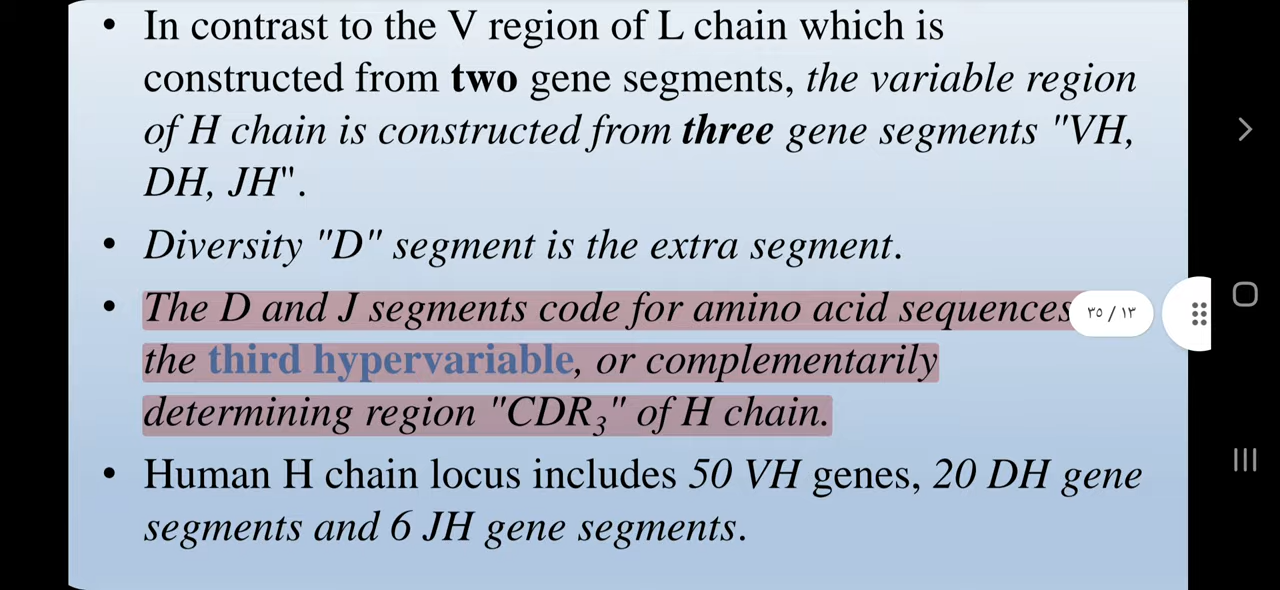 • In contrast to the V region of L chain which is
constructed from two gene segments, the variable region
of H chain is constructed from three gene segments "VH,
DH, JH".
• Diversity "D" segment is the extra segment.
• The D and J segments code for amino acid sequences
the third hypervariable, or complementarily
determining region "CDR3" of H chain.
• Human H chain locus includes 50 VH genes, 20 DH gene
segments and 6 JH gene segments.
٣٥ / ١٣